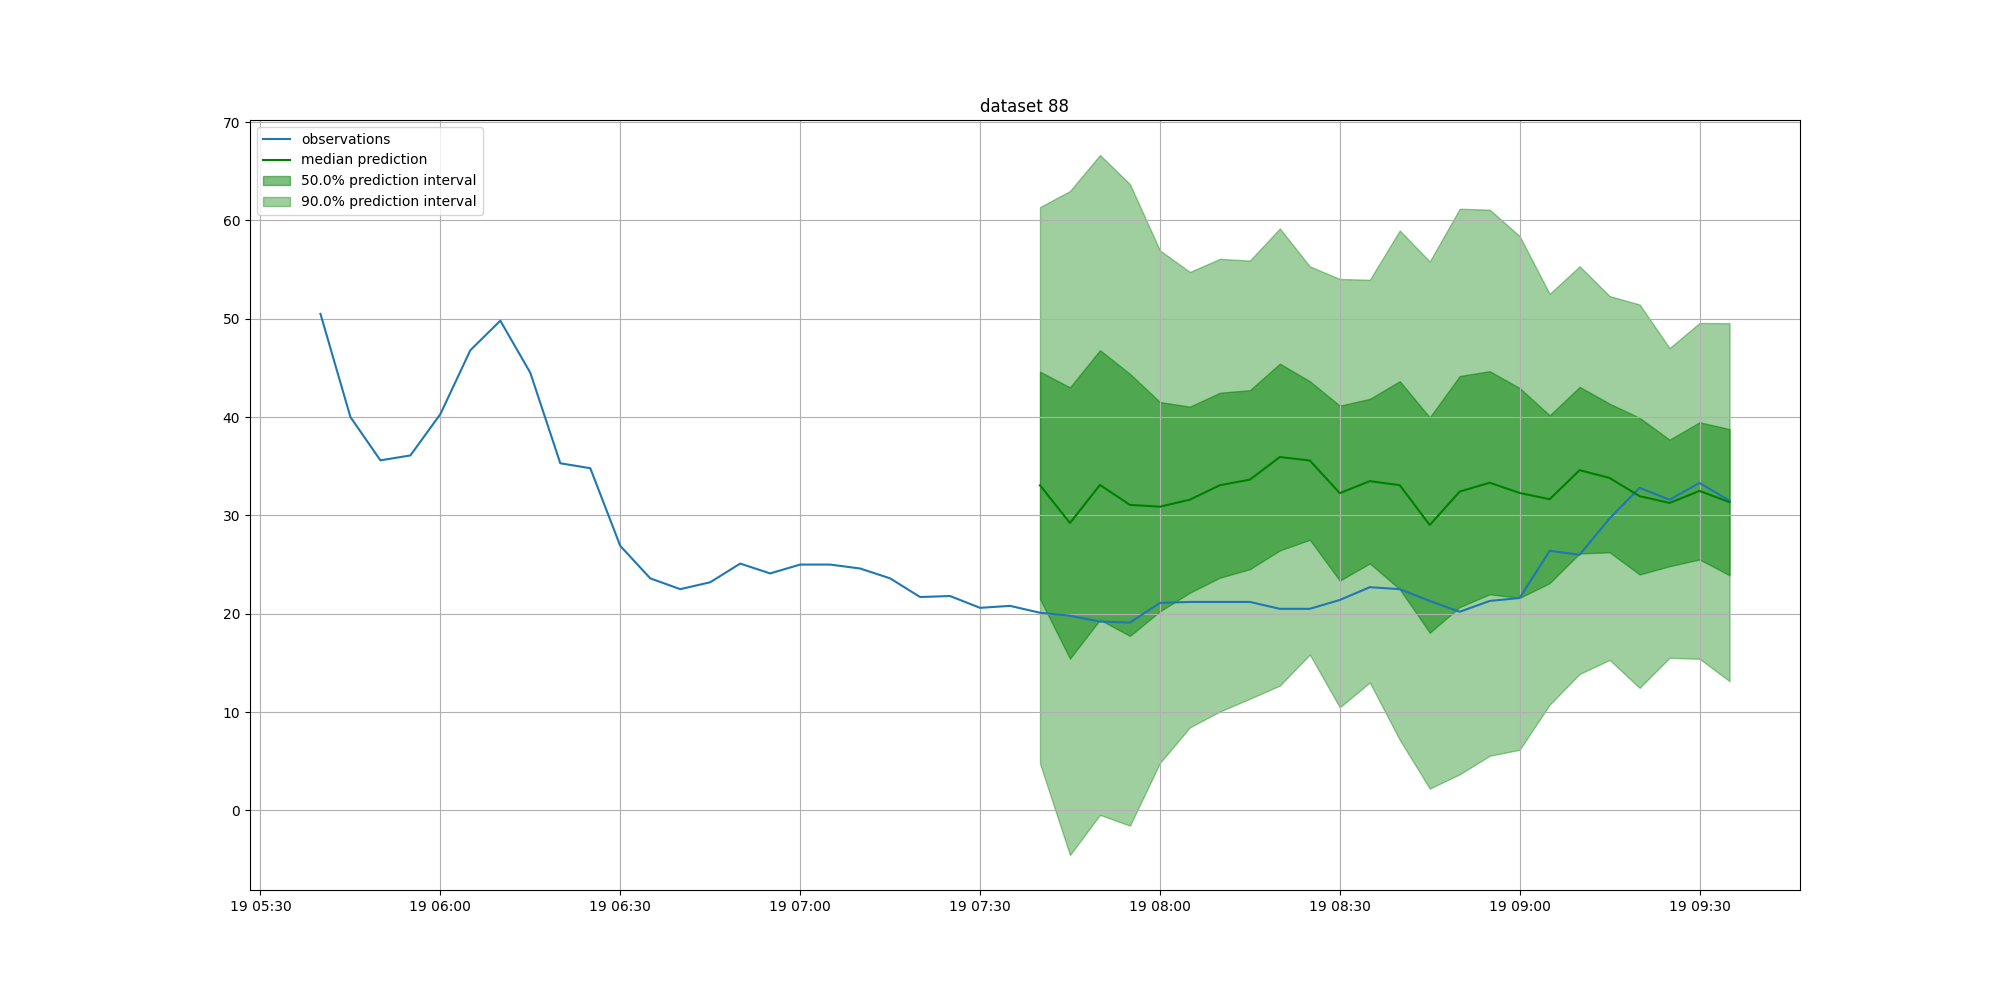 dataset 88
70
observations
median prediction
50.0% prediction interval
90.0% prediction interval
60
50
40
30
20
10
0
19 05:30 19 06:00 19 06:30 19 07:00 19 07:30 19 08:00 19 08:30 19 09:00 19 09:30